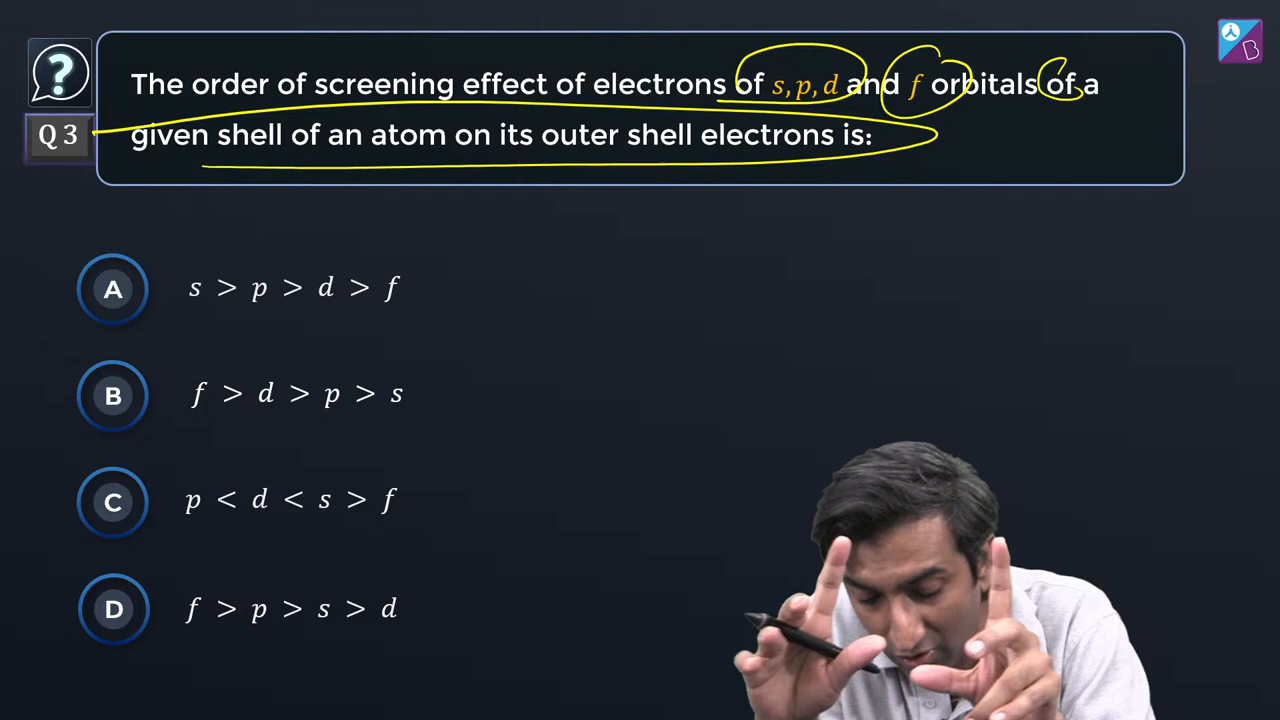 The order of screening effect of electrons of s, p, d and f orbitals of a
Q 3
given shell of an atom on its outer shell electrons is:
A
s > p > d > f
B
f > d > p > s
C
p < d < s > f
D
f > p > s > d
B